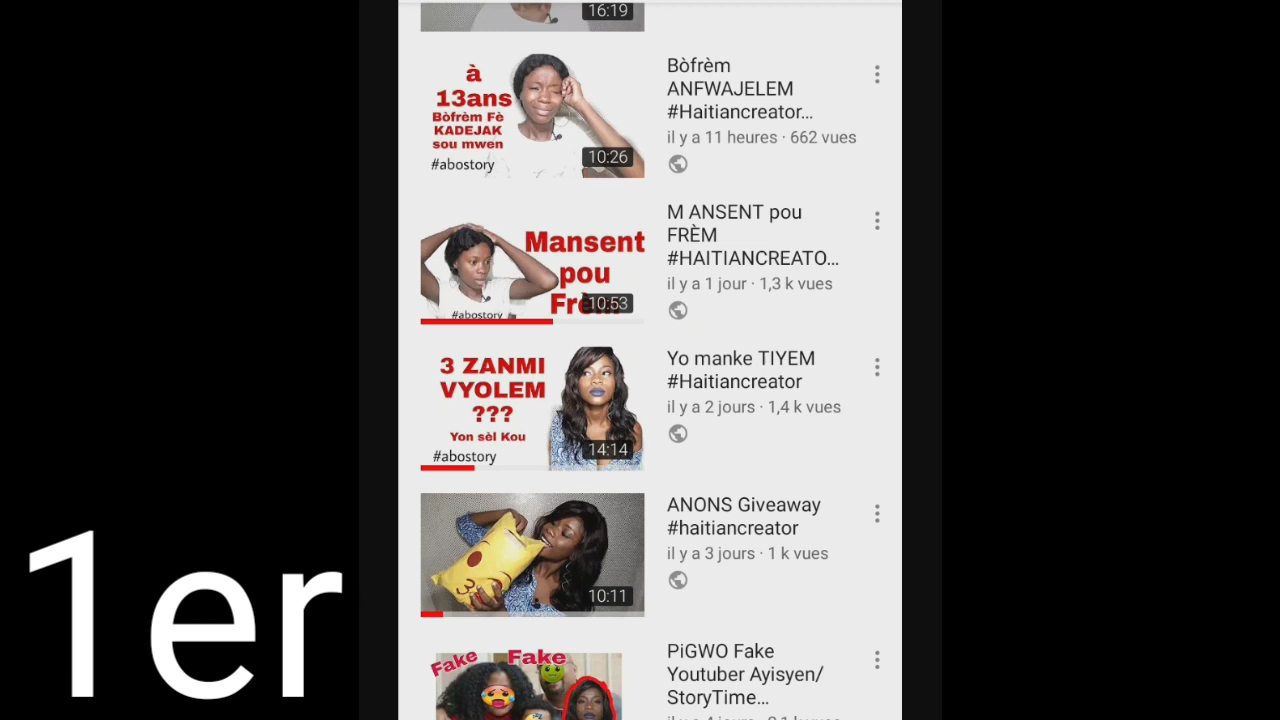 16:19
à
13ans
Bòfrèm Fè
KADEJAK
sou mwen
#abostory
10:26
Bòfrèm
ANFWAJELEM
#Haitiancreator...
il y a 11 heures · 662 vues
Mansent
pou
Frèm
#abostory
10:53
M ANSENT pou
FRÈM
#HAITIANCREATO...
il y a 1 jour · 1,3 k vues
3 ZANMI
VYOLEM
???
Yon sèl Kou
#abostory
14:14
Yo manke TIYEM
#Haitiancreator
il y a 2 jours · 1,4 k vues
10:11
ANONS Giveaway
#haitiancreator
il y a 3 jours · 1 k vues
Fake Fake
PiGWO Fake
Youtuber Ayisyen/
StoryTime...
1er